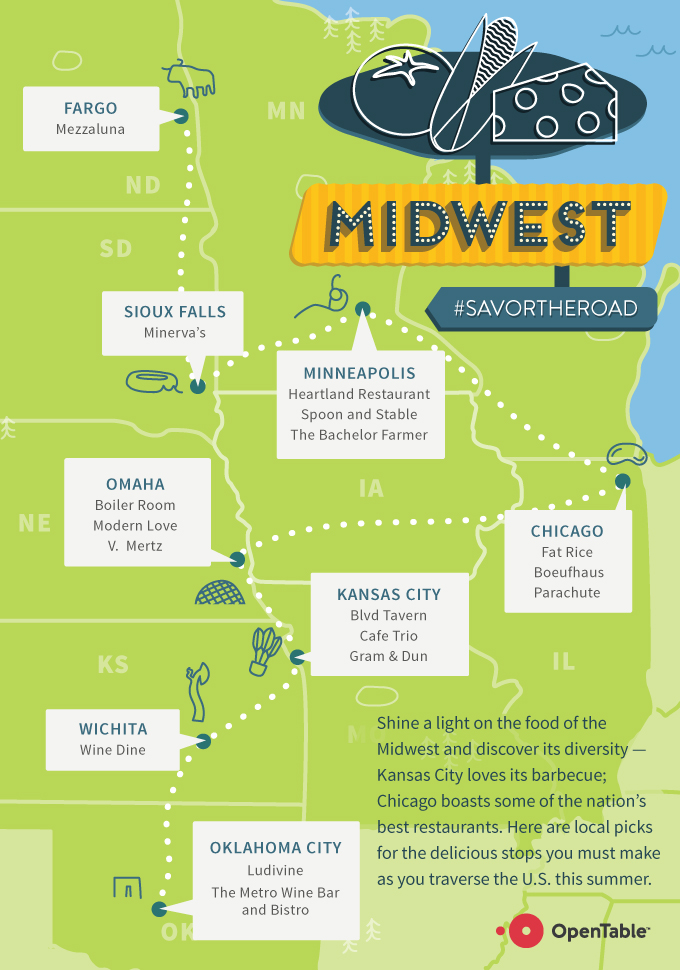 MIDWEST
#SAVORTHEROAD
MN
FARGO
Mezzaluna
ND
SD
SIOUX FALLS
Minerva's
MINNEAPOLIS
Heartland Restaurant
Spoon and Stable
The Bachelor Farmer
OMAHA
Boiler Room
Modern Love
V. Mertz
IA
NE
CHICAGO
Fat Rice
Boeufhaus
Parachute
KANSAS CITY
Blvd Tavern
Cafe Trio
Gram & Dun
KS
IL
WICHITA
Wine Dine
MO
Shine a light on the food of the
Midwest and discover its diversity —
Kansas City loves its barbecue;
Chicago boasts some of the nation's
best restaurants. Here are local picks
for the delicious stops you must make
as you traverse the U.S. this summer.
OKLAHOMA CITY
Ludivine
The Metro Wine Bar
and Bistro
OK
OpenTable™